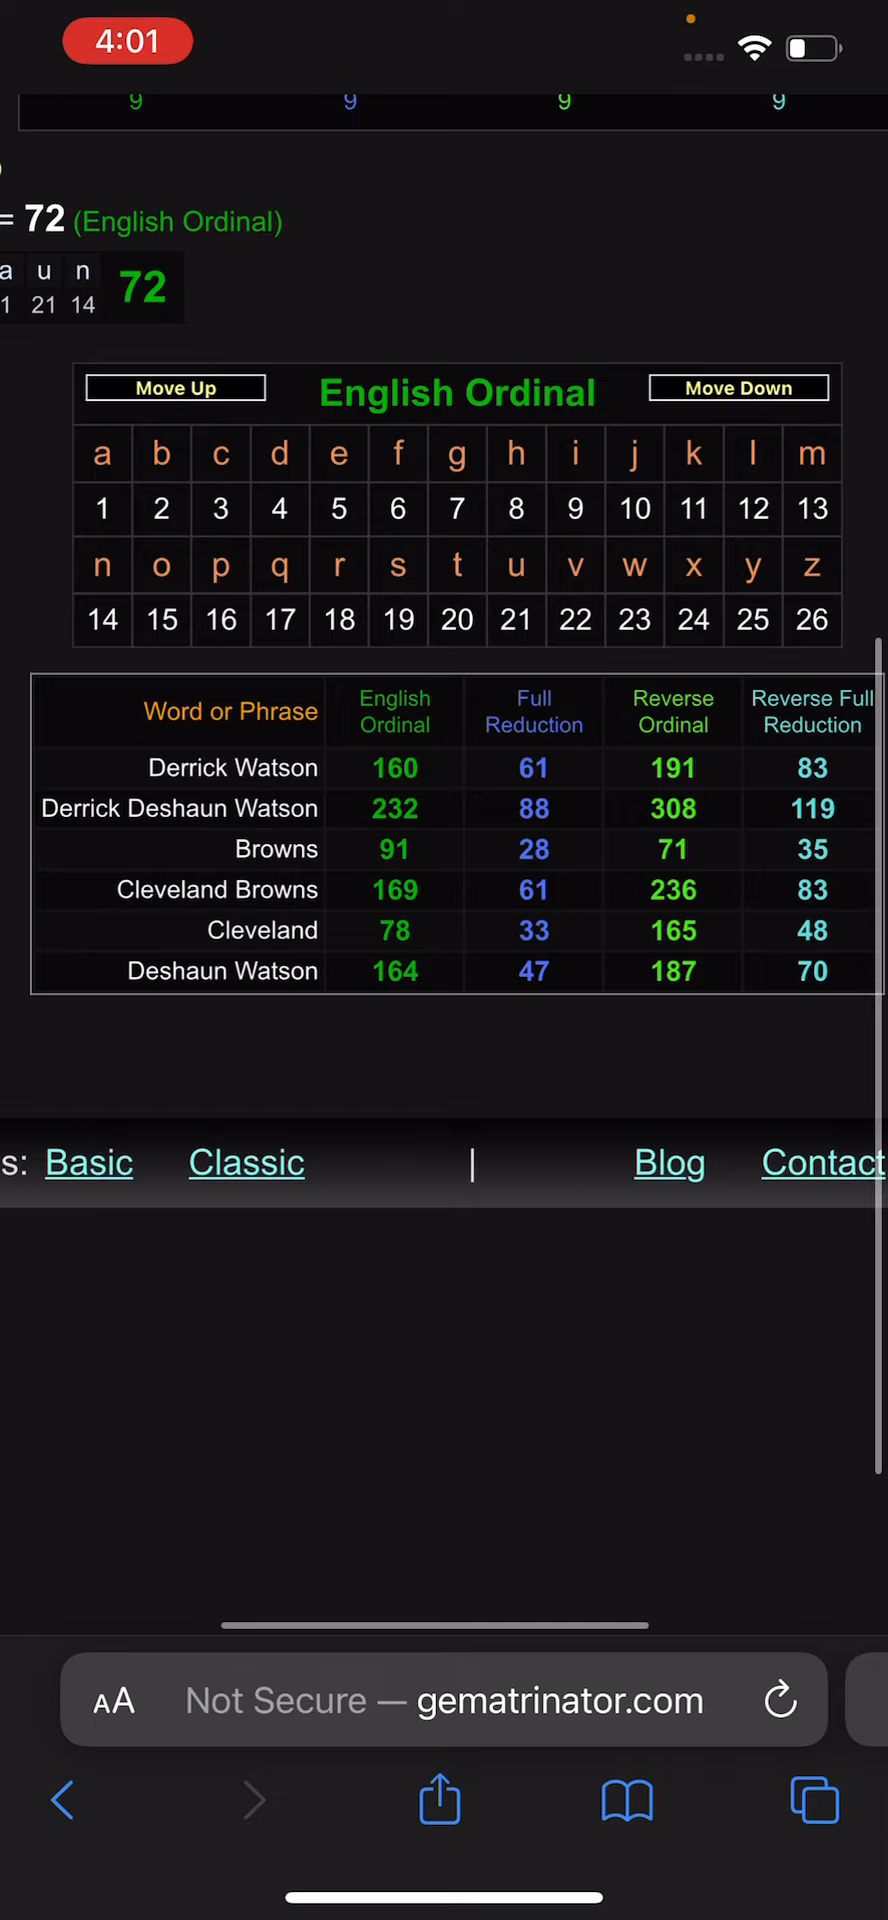 4:01
9 9 9 9
= 72 (English Ordinal)
a u n 72
1 21 14
Move Up English Ordinal Move Down
a b c d e f g h i j k l m
1 2 3 4 5 6 7 8 9 10 11 12 13
n o p q r s t u v w x y z
14 15 16 17 18 19 20 21 22 23 24 25 26
Word or Phrase English Ordinal Full Reduction Reverse Ordinal Reverse Full Reduction
Derrick Watson 160 61 191 83
Derrick Deshaun Watson 232 88 308 119
Browns 91 28 71 35
Cleveland Browns 169 61 236 83
Cleveland 78 33 165 48
Deshaun Watson 164 47 187 70
s: Basic Classic | Blog Contact
AA Not Secure — gematrinator.com